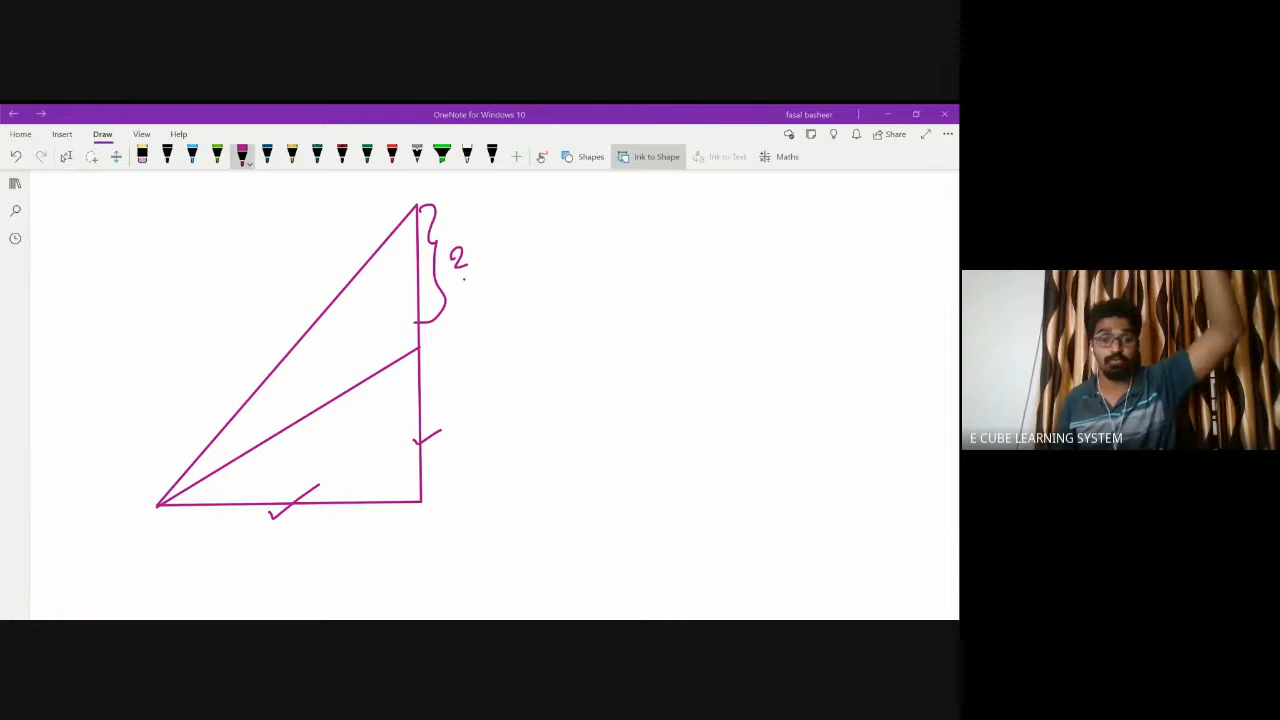 OneNote for Windows 10
fasal basheer
Home Insert Draw View Help
Share
Shapes
Ink to Shape
Ink to Text
Maths
?
E CUBE LEARNING SYSTEM